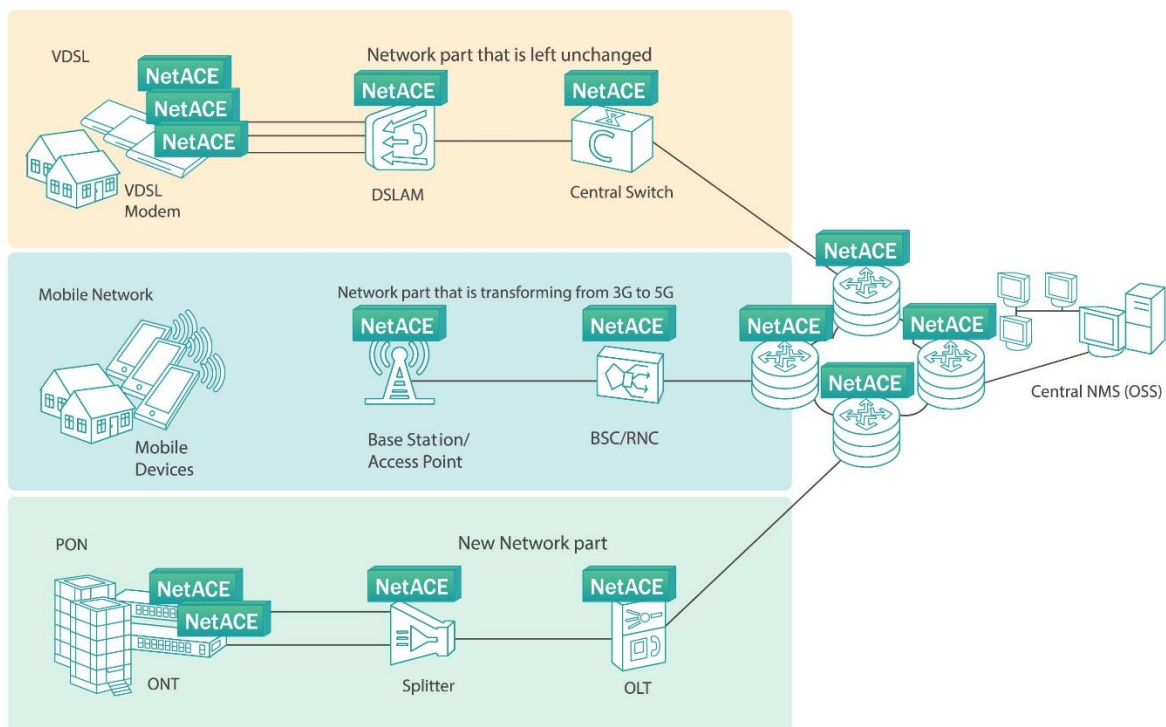 VDSL
Network part that is left unchanged
NetACE
NetACE
NetACE
NetACE
NetACE
C
VDSL
Modem
DSLAM
Central Switch
Mobile Network
Network part that is transforming from 3G to 5G
NetACE
NetACE
Mobile
Devices
Base Station/
Access Point
BSC/RNC
NetACE
NetACE
NetACE
NetACE
Central NMS (OSS)
PON
New Network part
NetACE
NetACE
NetACE
NetACE
ONT
Splitter
OLT